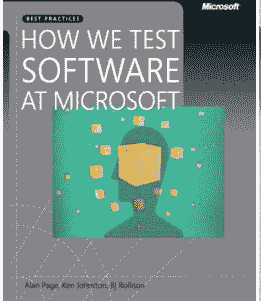 Microsoft
BEST PRACTICES
HOW WE TEST
SOFTWARE
AT MICROSOFT
Alan Page, Ken Johnston, Bj Rollison